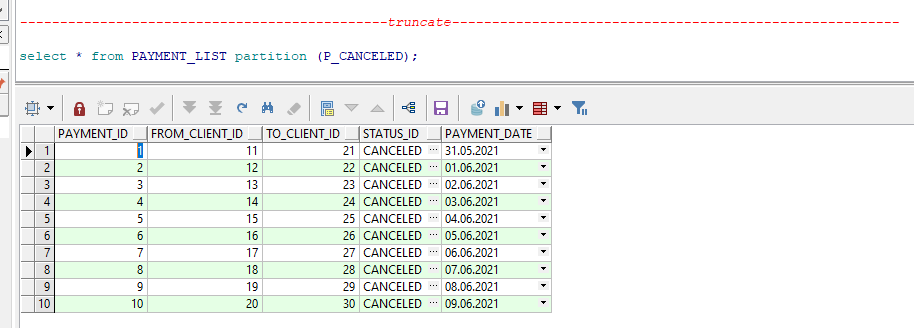 truncate
select * from PAYMENT_LIST partition (P_CANCELED);
PAYMENT_ID FROM_CLIENT_ID TO_CLIENT_ID STATUS_ID PAYMENT_DATE
1 1 11 21 CANCELED 31.05.2021
2 2 12 22 CANCELED 01.06.2021
3 3 13 23 CANCELED 02.06.2021
4 4 14 24 CANCELED 03.06.2021
5 5 15 25 CANCELED 04.06.2021
6 6 16 26 CANCELED 05.06.2021
7 7 17 27 CANCELED 06.06.2021
8 8 18 28 CANCELED 07.06.2021
9 9 19 29 CANCELED 08.06.2021
10 10 20 30 CANCELED 09.06.2021